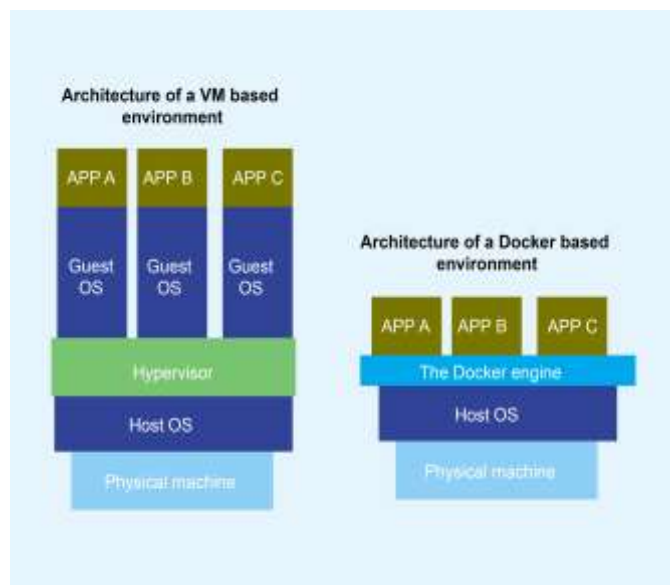 Architecture of a VM based
environment
APP A
APP B
APP C
Guest
OS
Guest
OS
Guest
OS
Hypervisor
Host OS
Physical machine
Architecture of a Docker based
environment
APP A
APP B
APP C
The Docker engine
Host OS
Physical machine